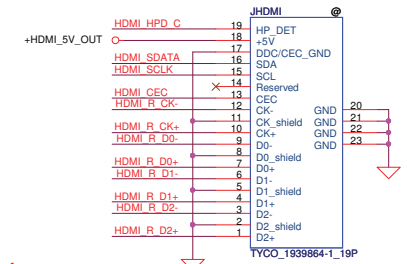 JHDMI @
HDMI_HPD_C 19 HP_DET
+HDMI_5V_OUT 18 +5V
17 DDC/CEC_GND
HDMI_SDATA 16 SDA
HDMI_SCLK 15 SCL
14 Reserved
HDMI_CEC 13 CEC
HDMI_R_CK- 12 CK- GND 20
11 CK_shield GND 21
HDMI_R_CK+ 10 CK+ GND 22
HDMI_R_D0- 9 D0- GND 23
8 D0_shield
HDMI_R_D0+ 7 D0+
HDMI_R_D1- 6 D1-
5 D1_shield
HDMI_R_D1+ 4 D1+
HDMI_R_D2- 3 D2-
2 D2_shield
HDMI_R_D2+ 1 D2+
TYCO_1939864-1_19P